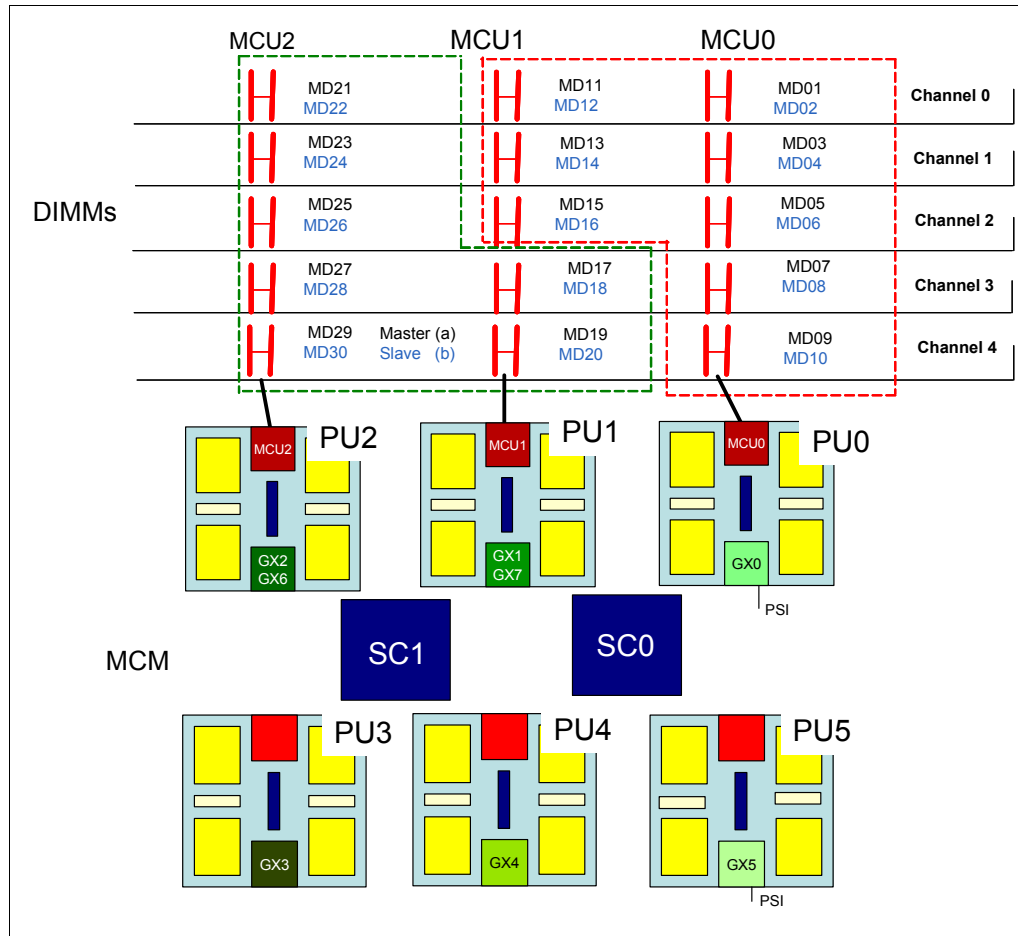 MCU2 MCU1 MCU0
MD21 MD11 MD01 Channel 0
MD22 MD12 MD02
MD23 MD13 MD03 Channel 1
MD24 MD14 MD04
DIMMs
MD25 MD15 MD05 Channel 2
MD26 MD16 MD06
MD27 MD17 MD07 Channel 3
MD28 MD18 MD08
MD29 Master (a) MD19 MD09 Channel 4
MD30 Slave (b) MD20 MD10
PU2 PU1 PU0
MCU2 MCU1 MCU0
GX2 GX1 GX0
GX6 GX7
PSI
SC1 SC0
MCM
PU3 PU4 PU5
GX3 GX4 GX5
PSI